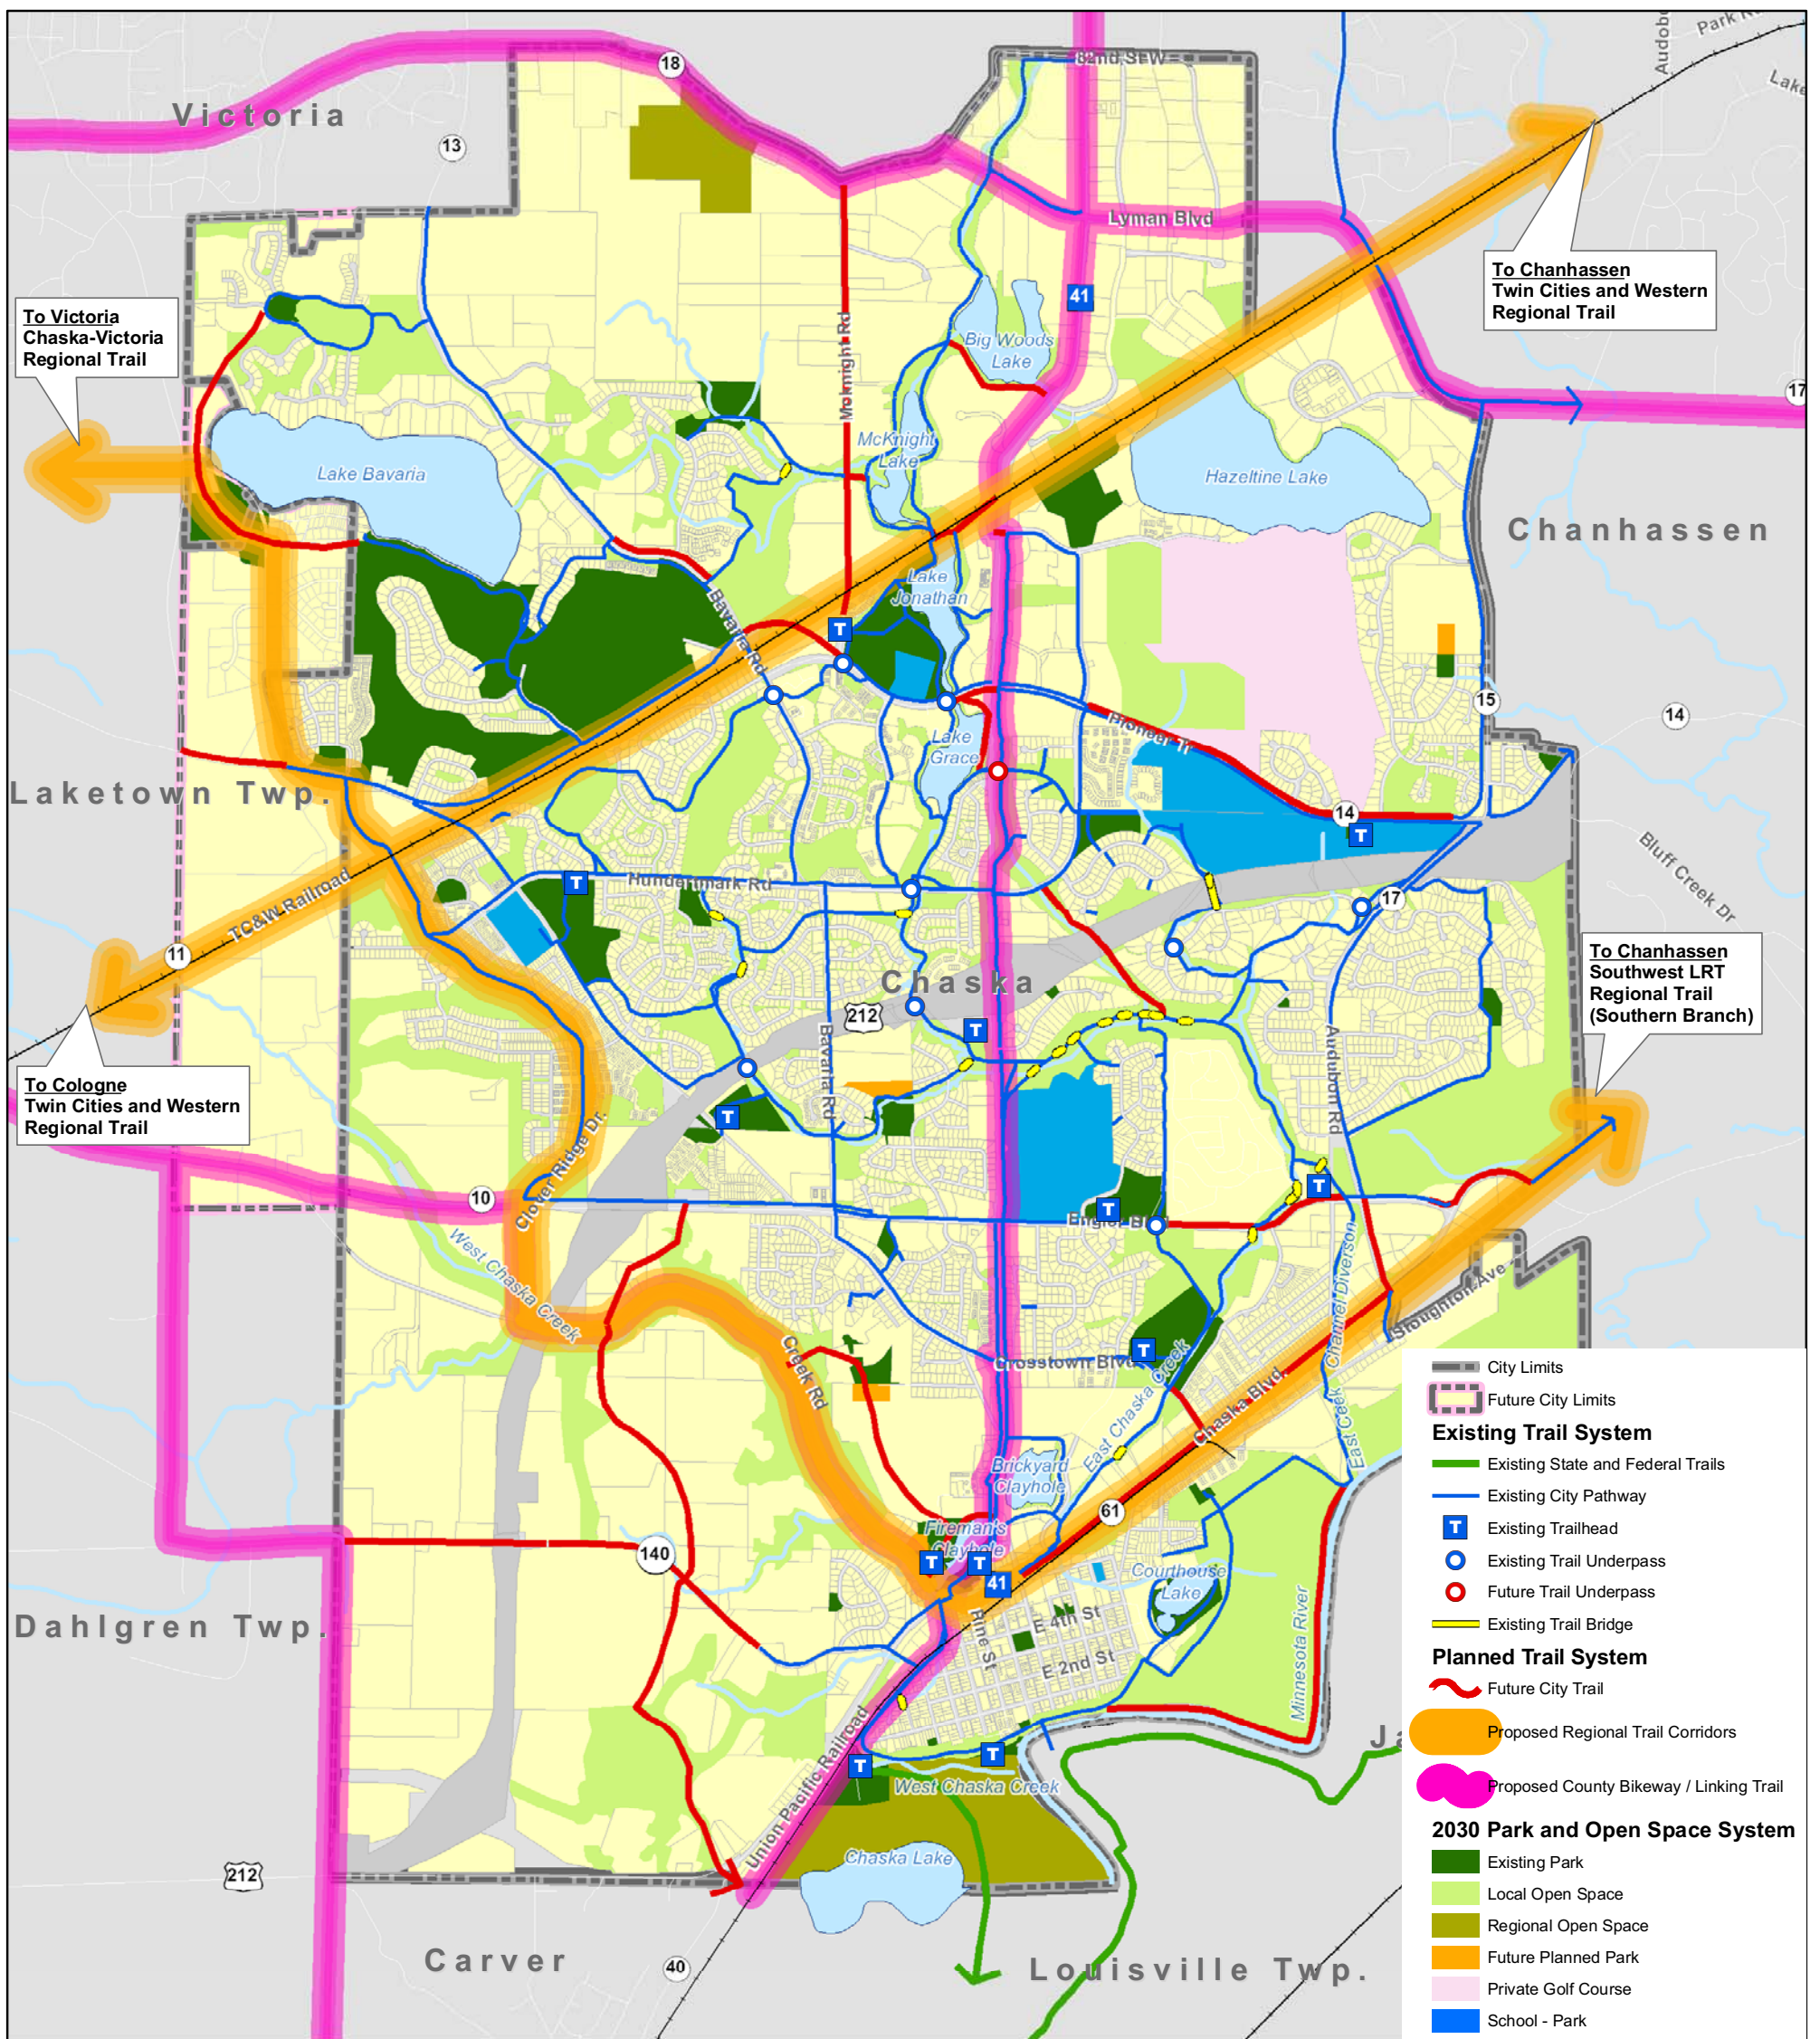 Audobo
Park R
Lake
82nd St W
18
Victoria
13
Lyman Blvd
To Chanhassen
Twin Cities and Western
Regional Trail
41
To Victoria
Chaska-Victoria
Regional Trail
Mcknight Rd
Big Woods
Lake
17
McKnight
Lake
Lake Bavaria
Hazeltine Lake
Chanhassen
Lake
Jonathan
T
Bavaria Rd
15
14
Pioneer Tr
Lake
Grace
Laketown Twp.
14
T
Bluff Creek Dr
T
Hundertmark Rd
17
TC&W Railroad
11
To Chanhassen
Southwest LRT
Regional Trail
(Southern Branch)
Chaska
212
T
Bavaria Rd
Audubon Rd
To Cologne
Twin Cities and Western
Regional Trail
T
Clover Ridge Dr.
10
T
T
Engler Bl
West Chaska Creek
East Creek Channel Diverson
Stoughton Ave
Creek Rd
T
Crosstown Blvd
East Chaska Creek
Chaska Blvd
Brickyard
Clayhole
61
Fireman's
Clayhole
T
T
41
140
Courthouse
Lake
Pine St
E 4th St
E 2nd St
Minnesota River
Dahlgren Twp.
Union Pacific Railroad
T
T
West Chaska Creek
Ja
Chaska Lake
212
Carver
40
Louisville Twp.
City Limits
Future City Limits
Existing Trail System
Existing State and Federal Trails
Existing City Pathway
T
Existing Trailhead
Existing Trail Underpass
Future Trail Underpass
Existing Trail Bridge
Planned Trail System
Future City Trail
Proposed Regional Trail Corridors
Proposed County Bikeway / Linking Trail
2030 Park and Open Space System
Existing Park
Local Open Space
Regional Open Space
Future Planned Park
Private Golf Course
School - Park